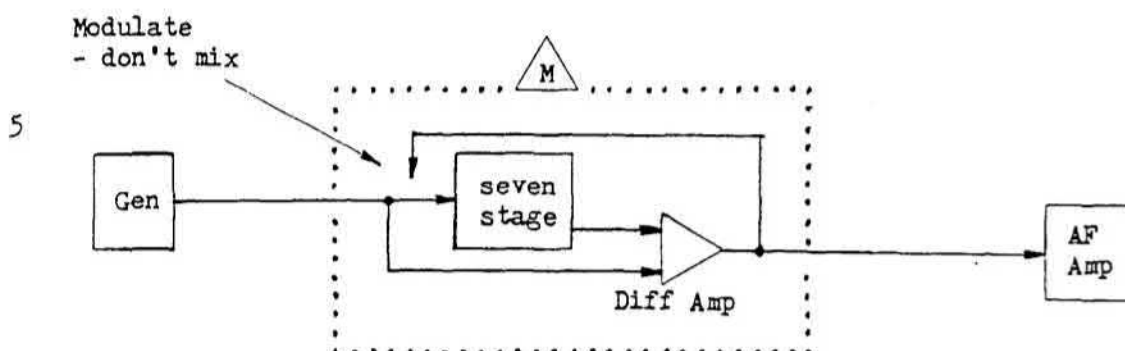 Modulate
- don't mix
M
5
Gen
seven
stage
Diff Amp
AF
Amp